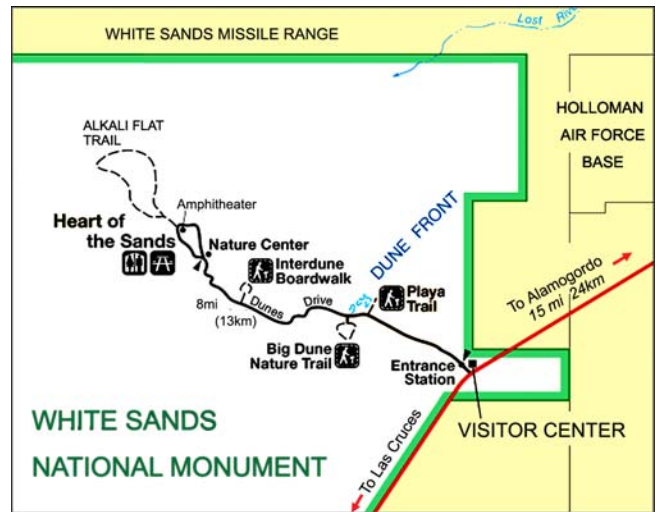 WHITE SANDS MISSILE RANGE
Lost River
HOLLOMAN
AIR FORCE
BASE
ALKALI FLAT
TRAIL
Amphitheater
Heart of
the Sands
Nature Center
Interdune
Boardwalk
DUNE FRONT
8mi
(13km)
Dunes
Drive
Playa
Trail
Big Dune
Nature Trail
To Alamogordo
15 mi 24km
Entrance
Station
VISITOR CENTER
To Las Cruces
WHITE SANDS
NATIONAL MONUMENT